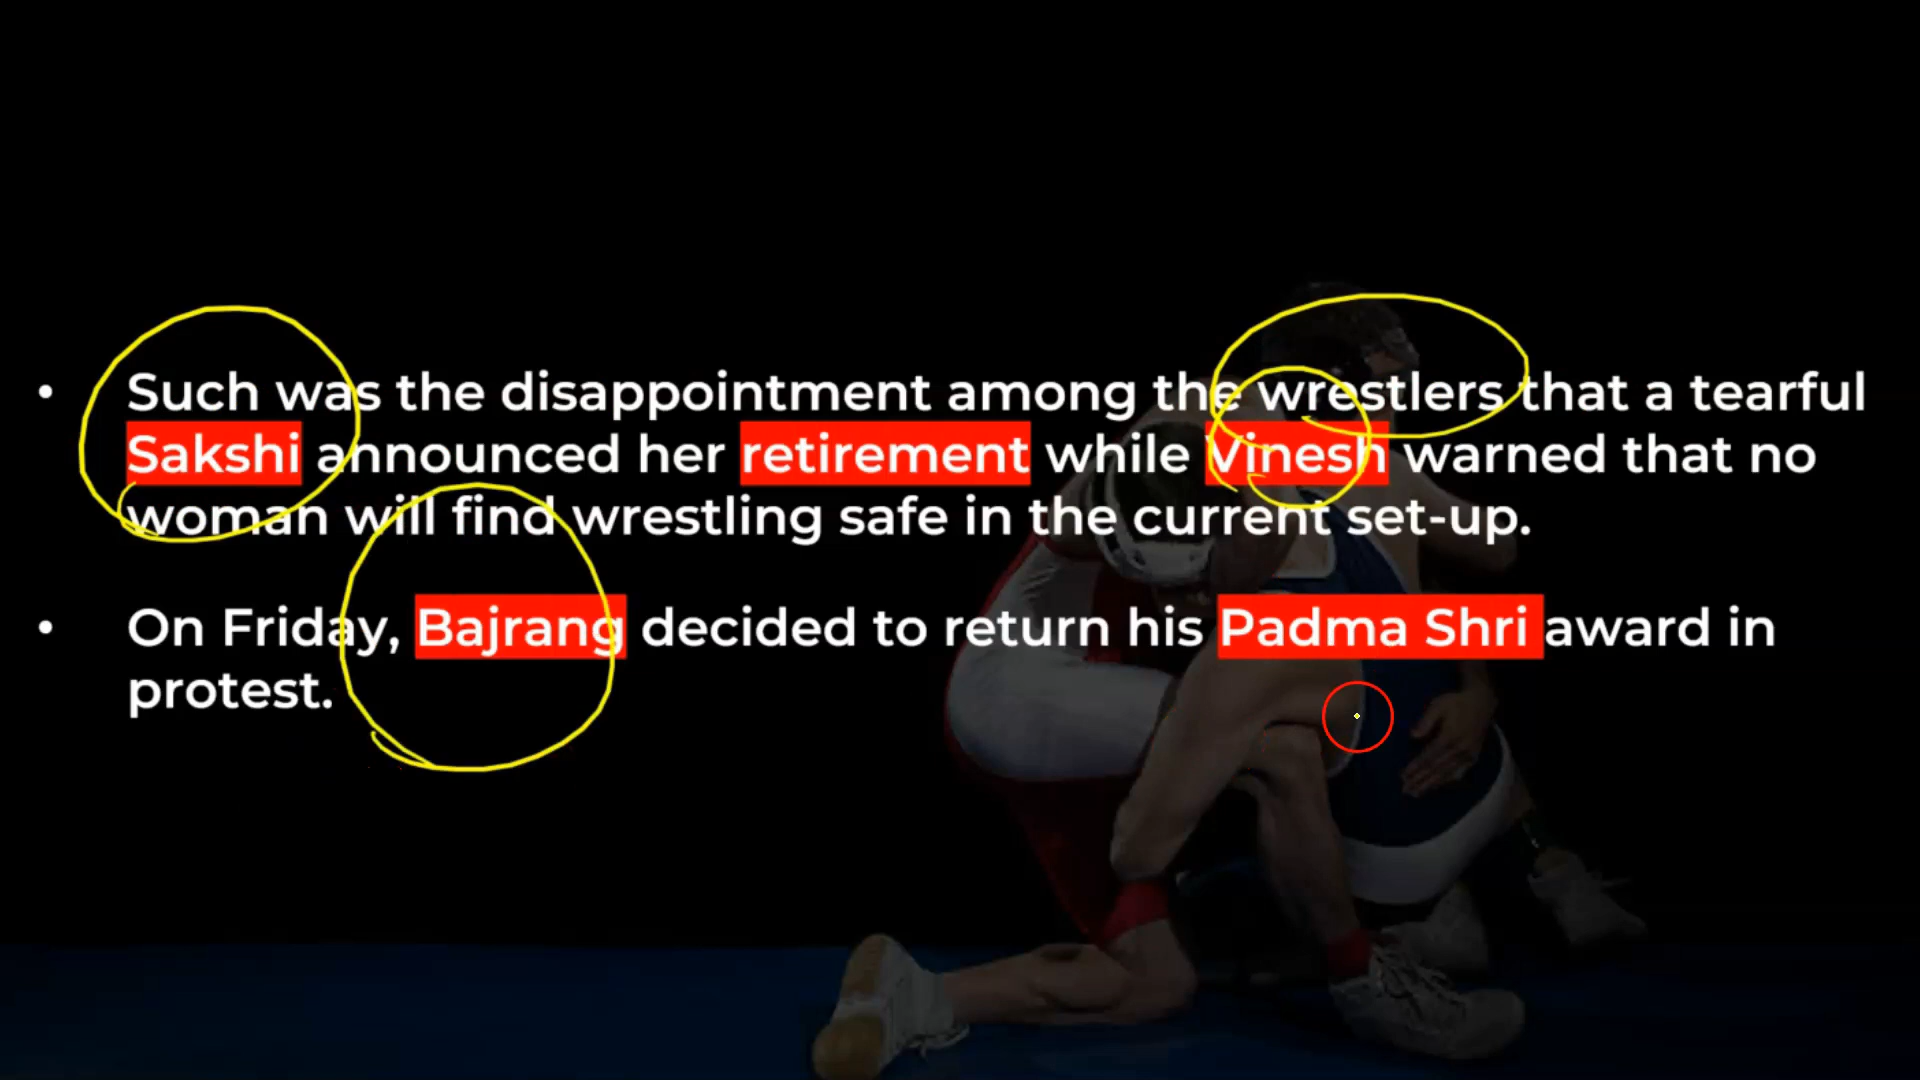 • Such was the disappointment among the wrestlers that a tearful
Sakshi announced her retirement while Vinesh warned that no
woman will find wrestling safe in the current set-up.
• On Friday, Bajrang decided to return his Padma Shri award in
protest.